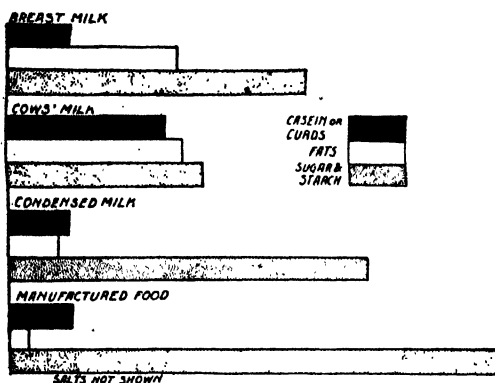 BREAST MILK
COWS' MILK
CASEIN OR
CURDS
FATS
SUGAR &
STARCH
CONDENSED MILK
MANUFACTURED FOOD
SALTS NOT SHOWN